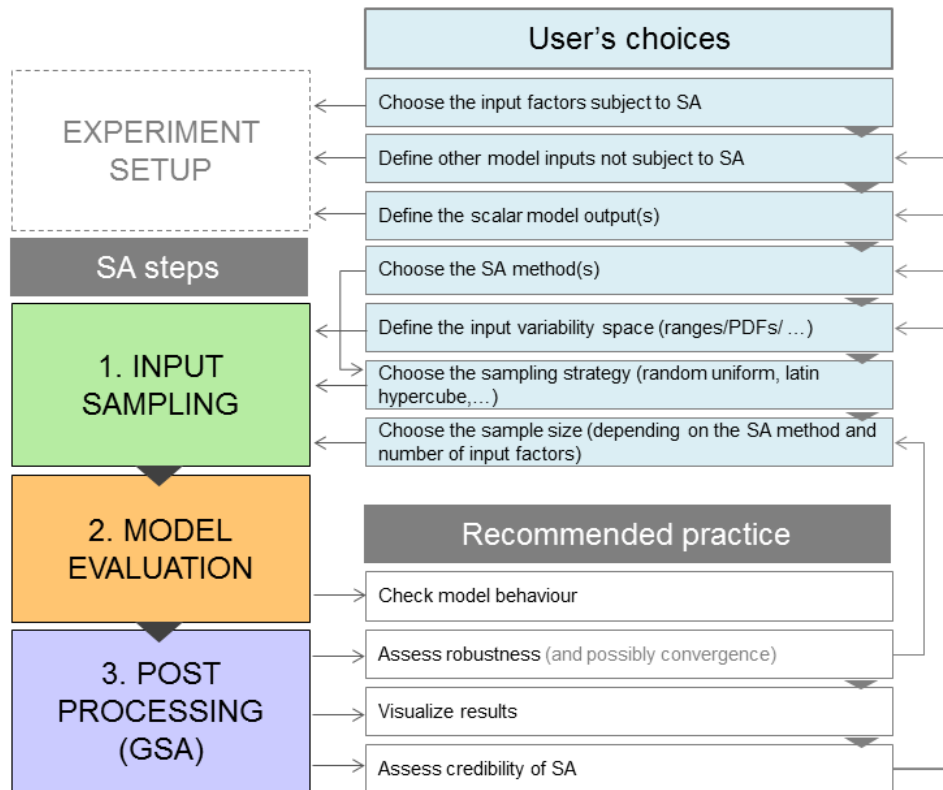 User's choices
EXPERIMENT
SETUP
Choose the input factors subject to SA
Define other model inputs not subject to SA
Define the scalar model output(s)
SA steps
Choose the SA method(s)
1. INPUT
SAMPLING
Define the input variability space (ranges/PDFs/ …)
Choose the sampling strategy (random uniform, latin
hypercube,…)
Choose the sample size (depending on the SA method and
number of input factors)
2. MODEL
EVALUATION
Recommended practice
Check model behaviour
3. POST
PROCESSING
(GSA)
Assess robustness (and possibly convergence)
Visualize results
Assess credibility of SA